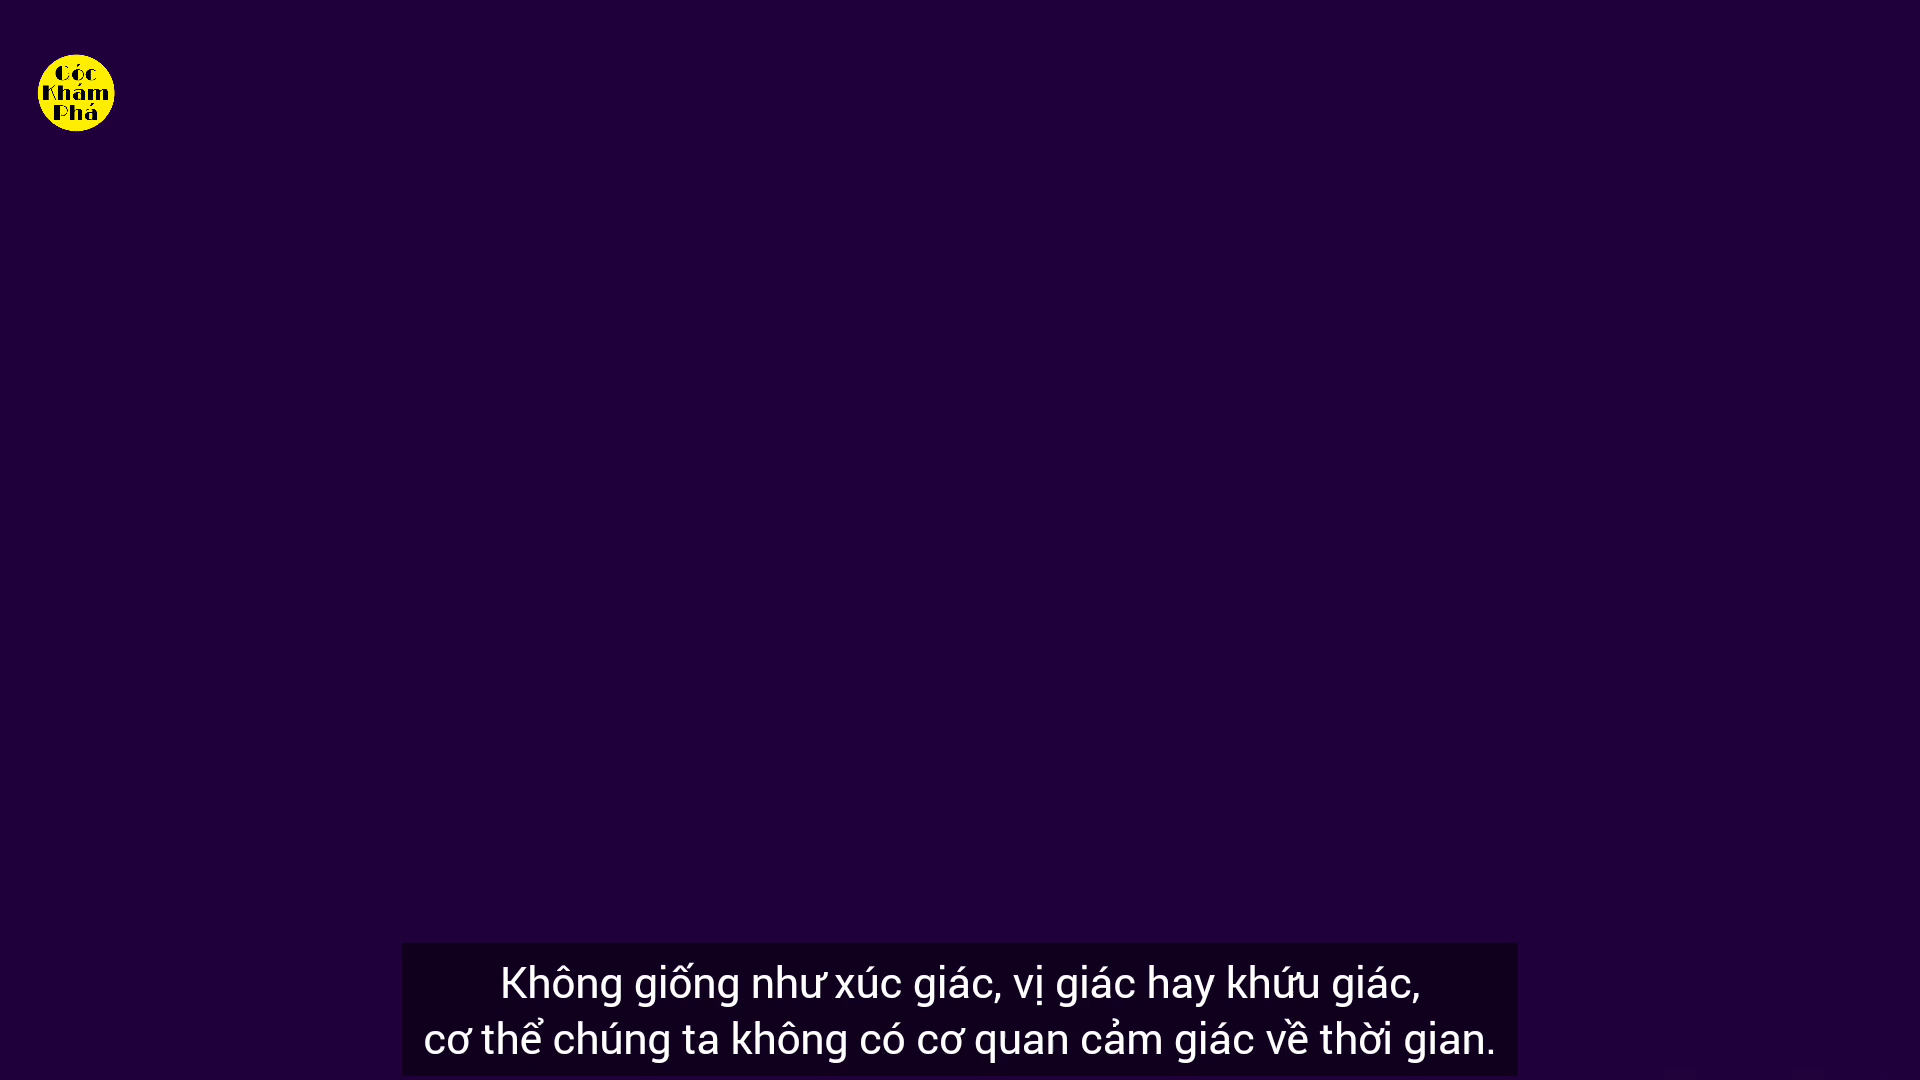 Góc
Khám
Phá
Không giống như xúc giác, vị giác hay khứu giác,
cơ thể chúng ta không có cơ quan cảm giác về thời gian.